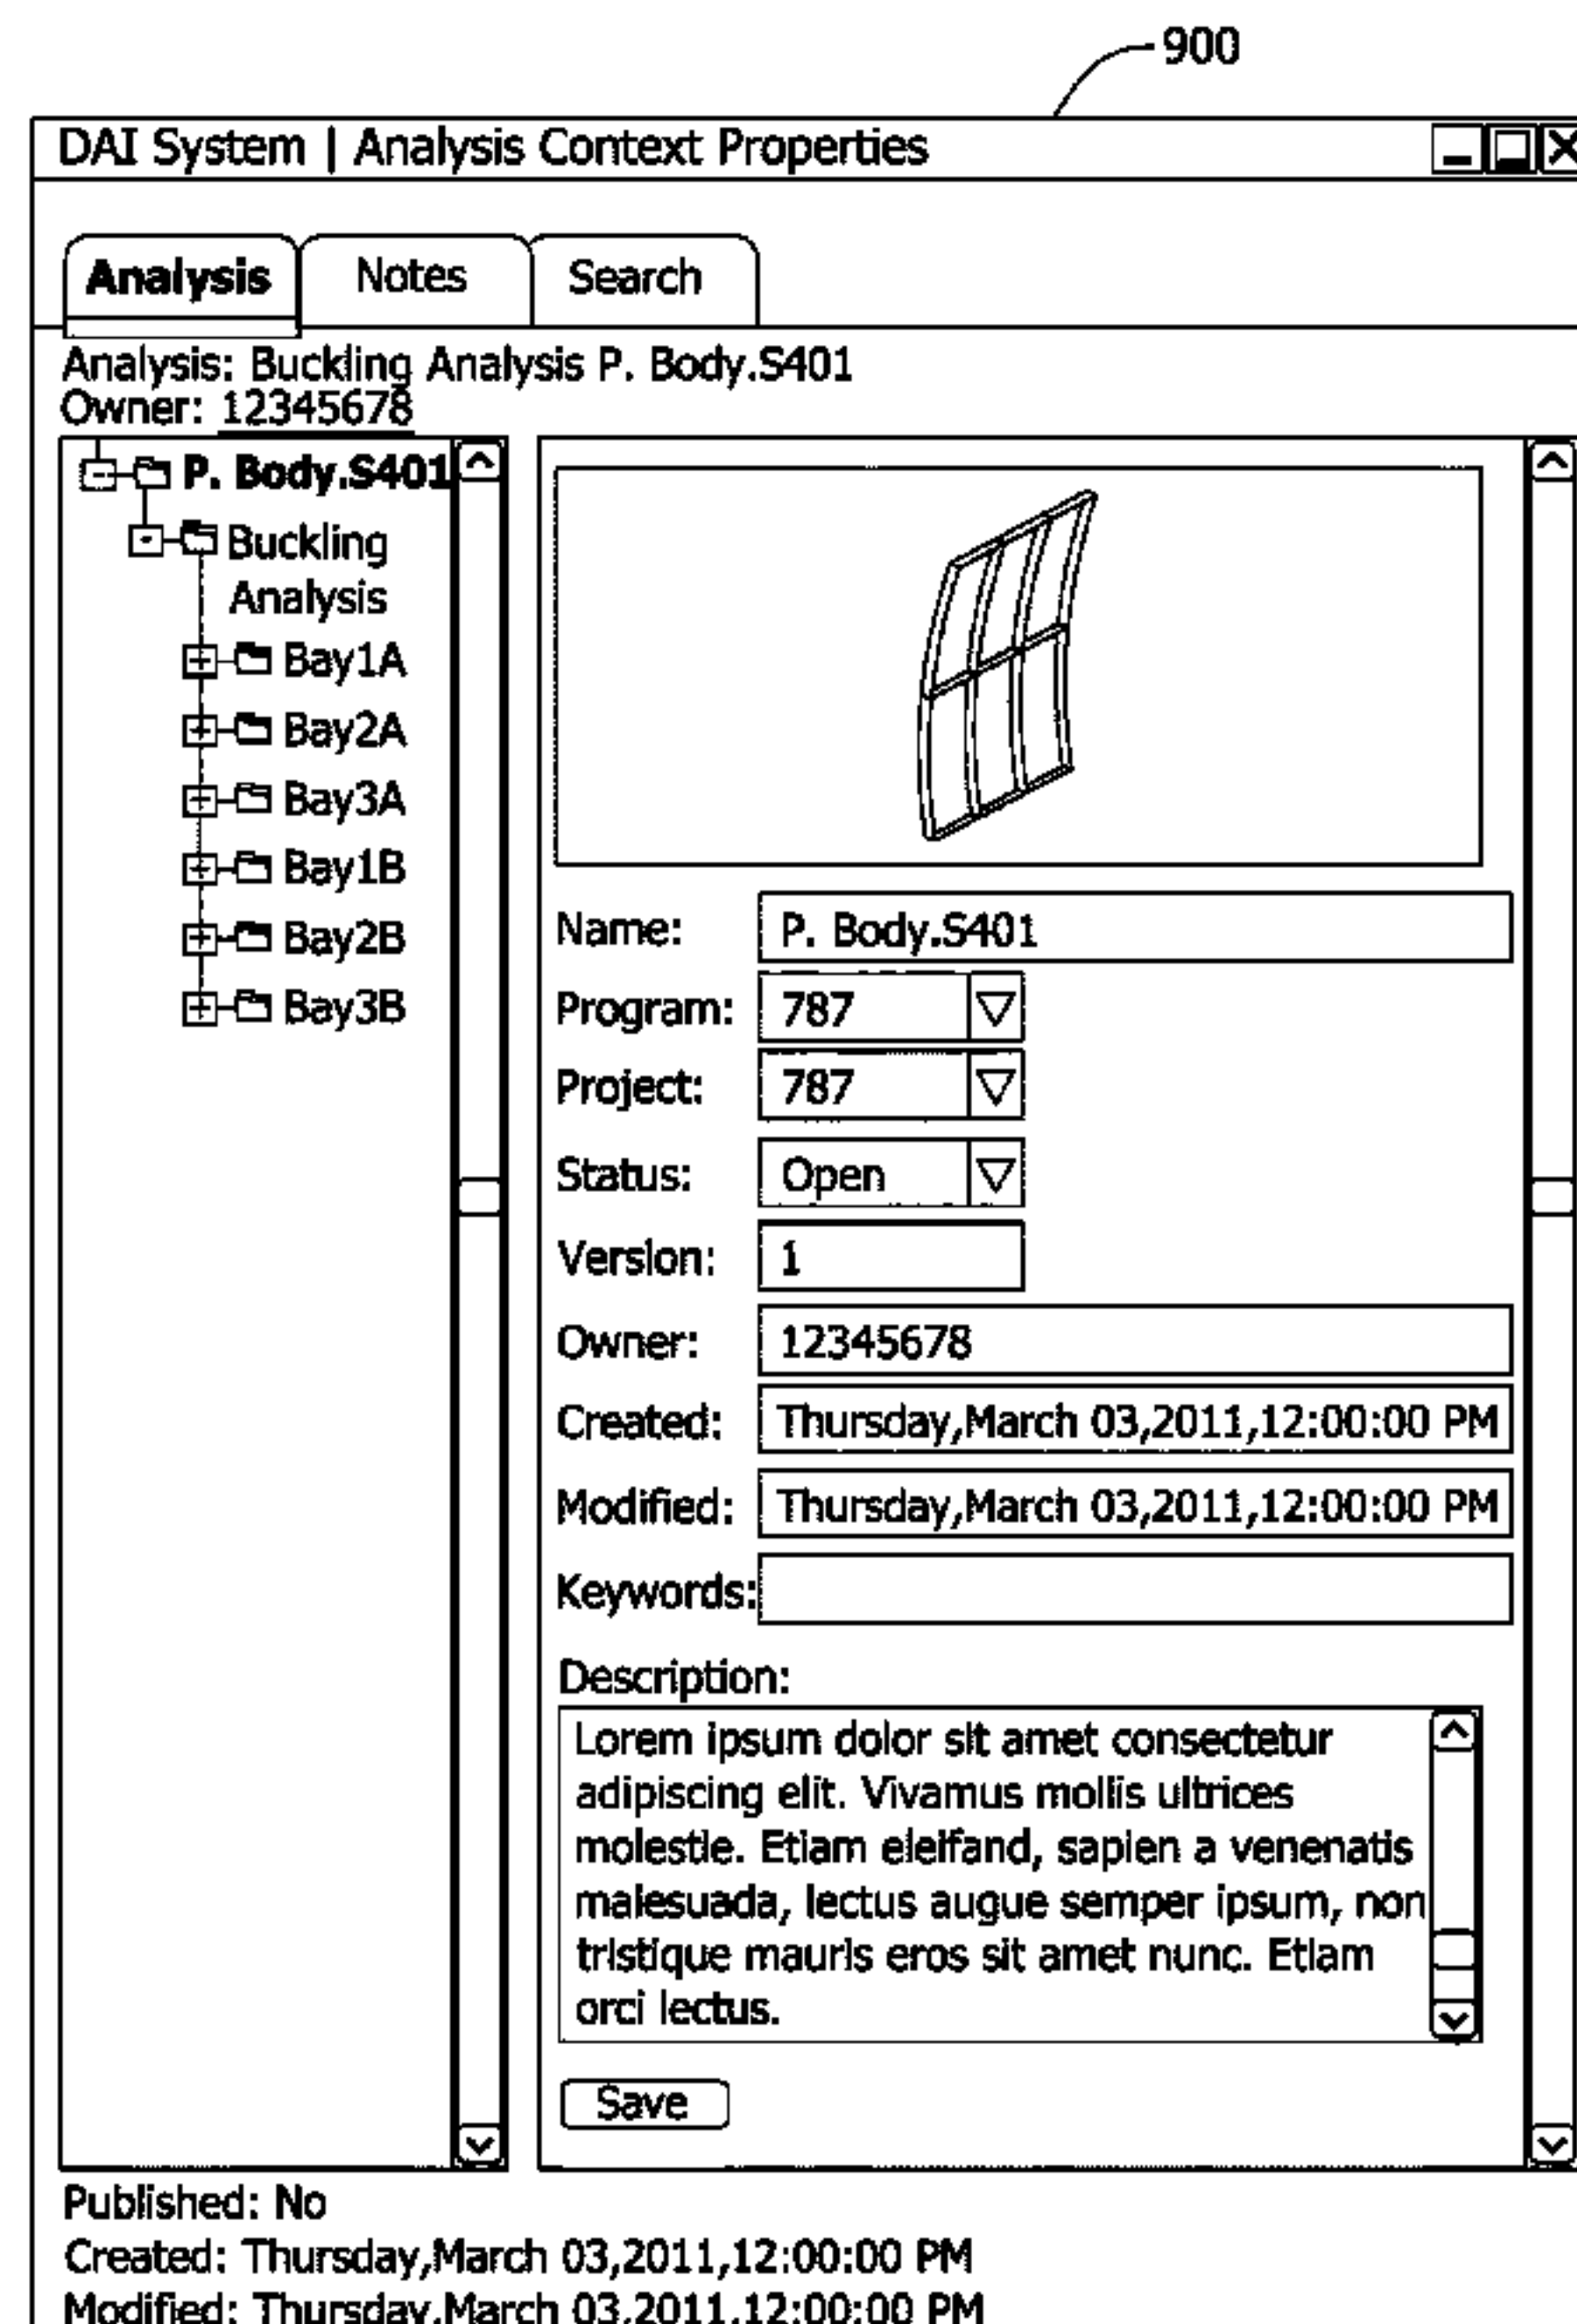 900
DAI System | Analysis Context Properties
Analysis Notes Search
Analysis: Buckling Analysis P. Body.S401
Owner: 12345678
P. Body.S401
Buckling
Analysis
Bay1A
Bay2A
Bay3A
Bay1B
Bay2B
Bay3B
Name: P. Body.S401
Program: 787
Project: 787
Status: Open
Version: 1
Owner: 12345678
Created: Thursday,March 03,2011,12:00:00 PM
Modified: Thursday,March 03,2011,12:00:00 PM
Keywords:
Description:
Lorem ipsum dolor sit amet consectetur
adipiscing elit. Vivamus mollis ultrices
molestie. Etiam eleifand, sapien a venenatis
malesuada, lectus augue semper ipsum, non
tristique mauris eros sit amet nunc. Etiam
orci lectus.
Save
Published: No
Created: Thursday,March 03,2011,12:00:00 PM
Modified: Thursday,March 03,2011,12:00:00 PM